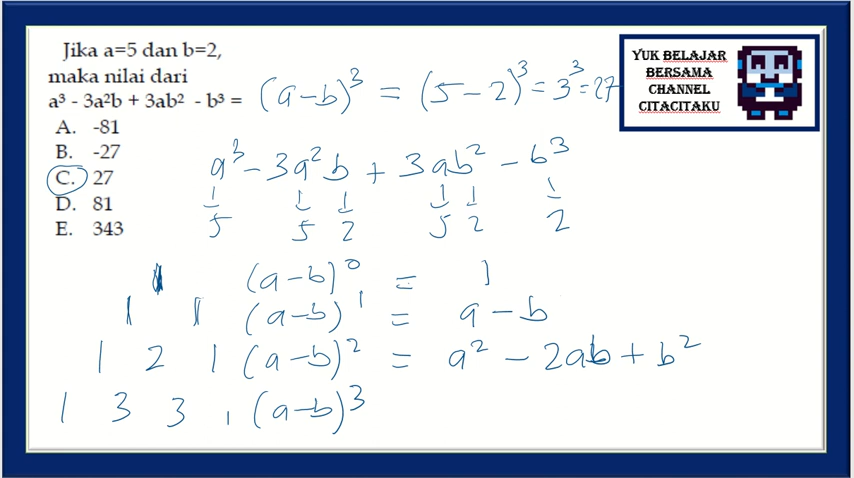 Jika a=5 dan b=2,
maka nilai dari
a³ - 3a²b + 3ab² - b³ = (a-b)³ = (5-2)³ = 3³ = 27
A. -81
B. -27
C. 27
D. 81
E. 343
YUK BELAJAR
BERSAMA
CHANNEL
CITACITAKU
a³ - 3a²b + 3ab² - b³
5 5 2 5 2 2
1 (a-b)⁰ = 1
1 1 (a-b)¹ = a - b
1 2 1 (a-b)² = a² - 2ab + b²
1 3 3 1 (a-b)³